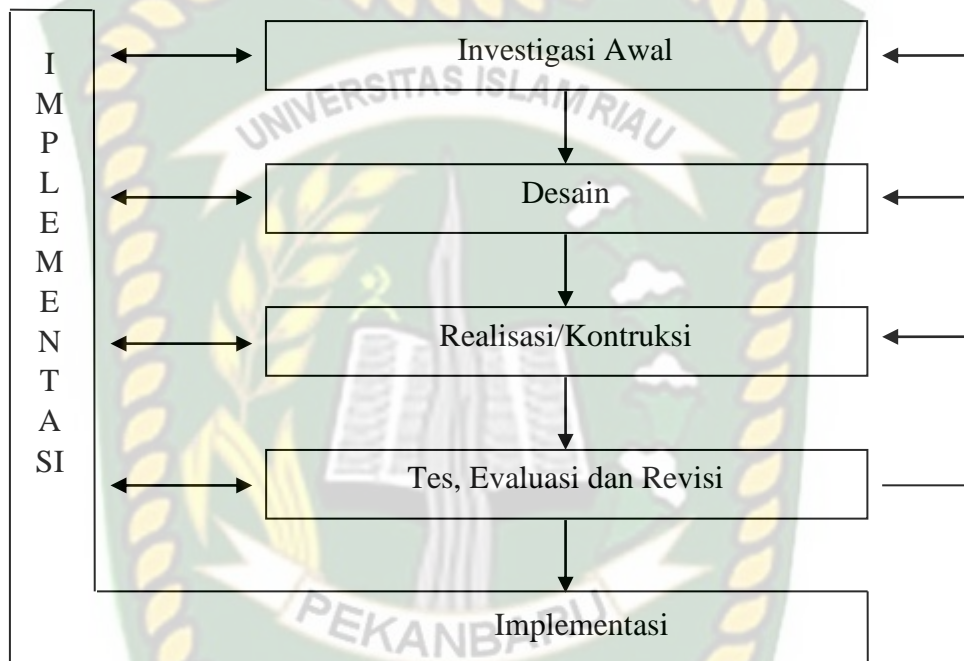 I
M
P
L
E
M
E
N
T
A
SI
UNIVERSITAS ISLAM RIAU
Investigasi Awal
Desain
Realisasi/Kontruksi
Tes, Evaluasi dan Revisi
Implementasi
PEKANBARU